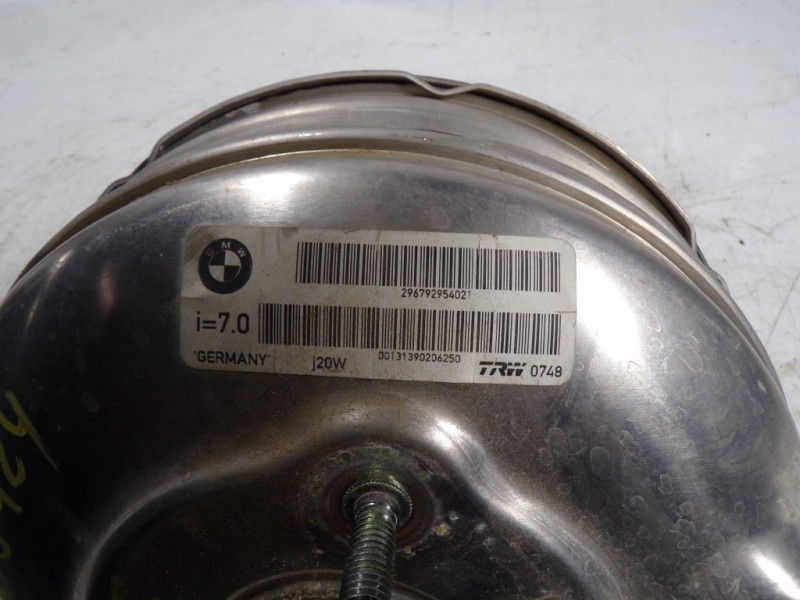 BMW
296792954021
i=7.0
00131390206250
'GERMANY' j20W TRW 0748